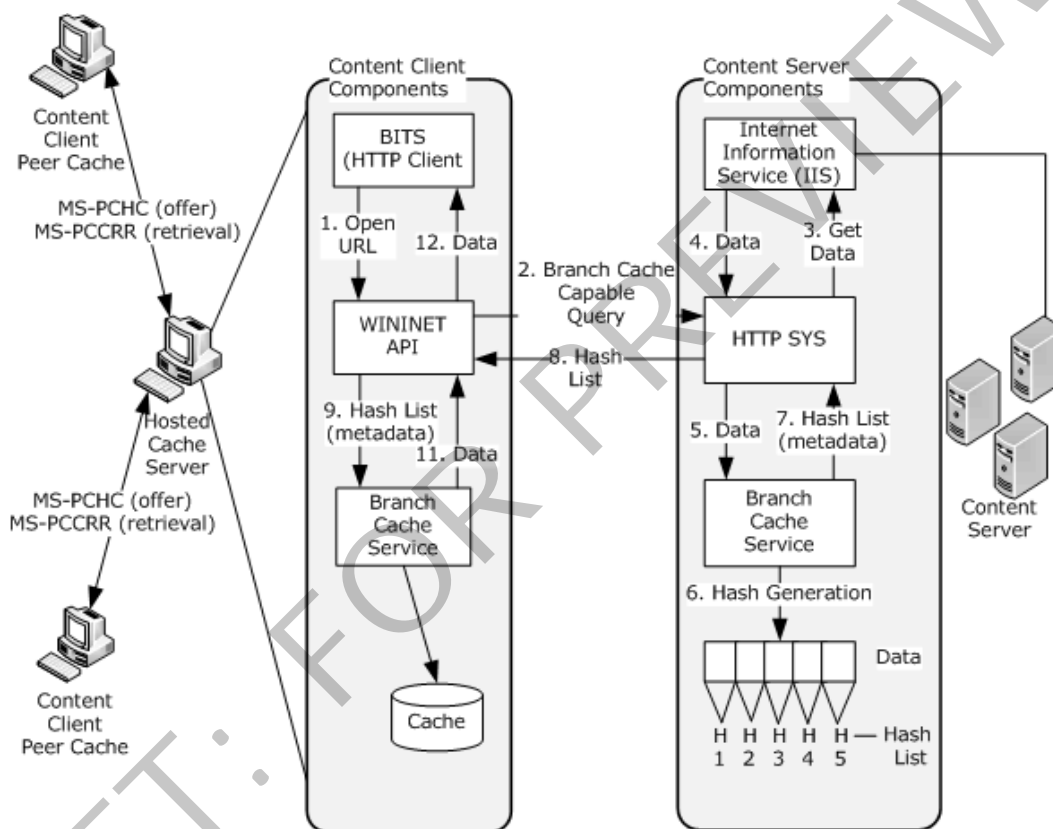 Content
Client
Peer Cache
MS-PCHC (offer)
MS-PCCRR (retrieval)
Hosted
Cache
Server
MS-PCHC (offer)
MS-PCCRR (retrieval)
Content
Client
Peer Cache
Content Client
Components
BITS
(HTTP Client
1. Open
URL
12. Data
WININET
API
9. Hash List
(metadata)
11. Data
Branch
Cache
Service
Cache
2. Branch Cache
Capable
Query
8. Hash
List
Content Server
Components
Internet
Information
Service (IIS)
4. Data
3. Get
Data
HTTP SYS
5. Data
7. Hash List
(metadata)
Branch
Cache
Service
6. Hash Generation
Data
H H H H H
1 2 3 4 5
Hash
List
Content
Server
FOR PREVIEW